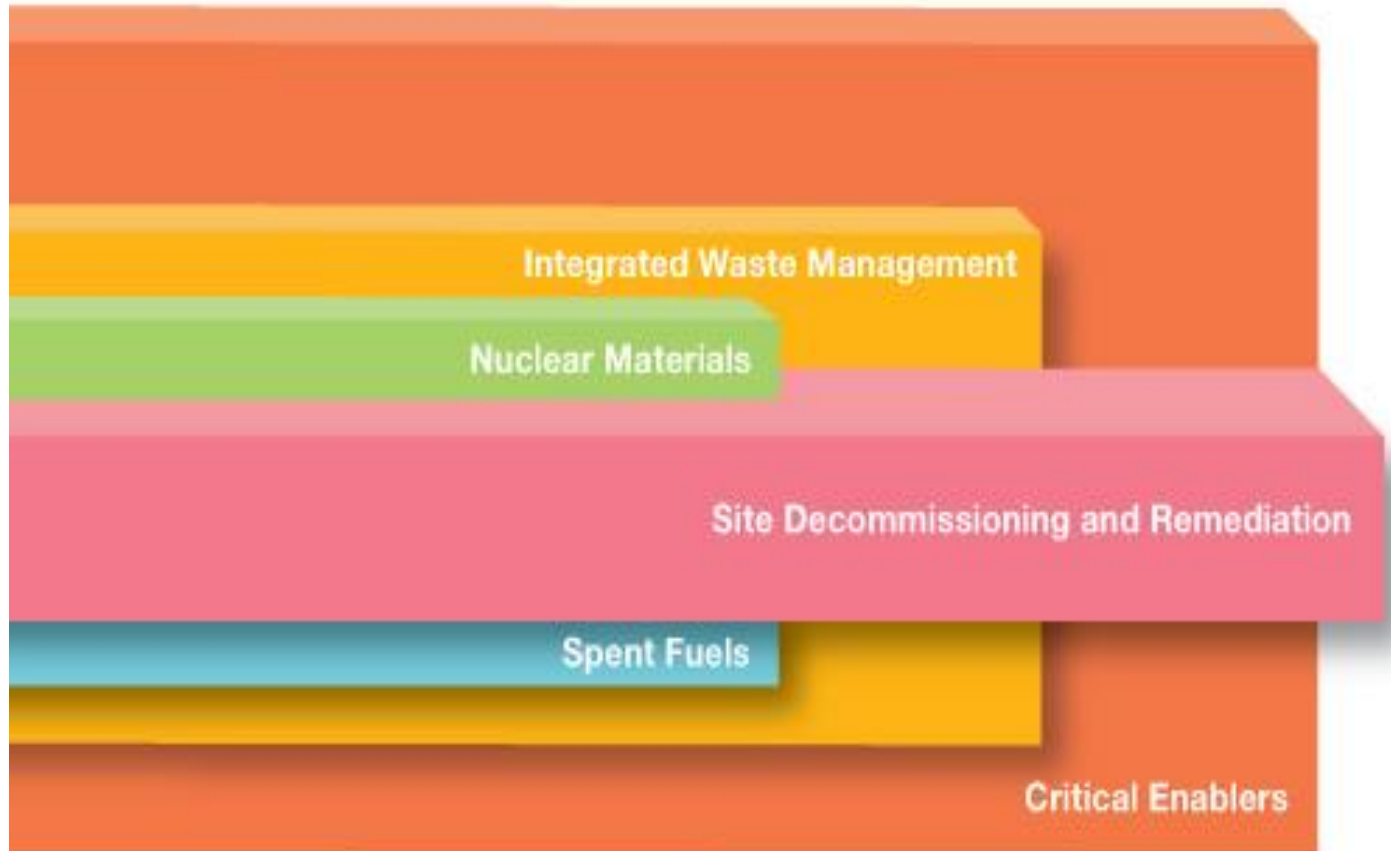 Integrated Waste Management
Nuclear Materials
Site Decommissioning and Remediation
Spent Fuels
Critical Enablers